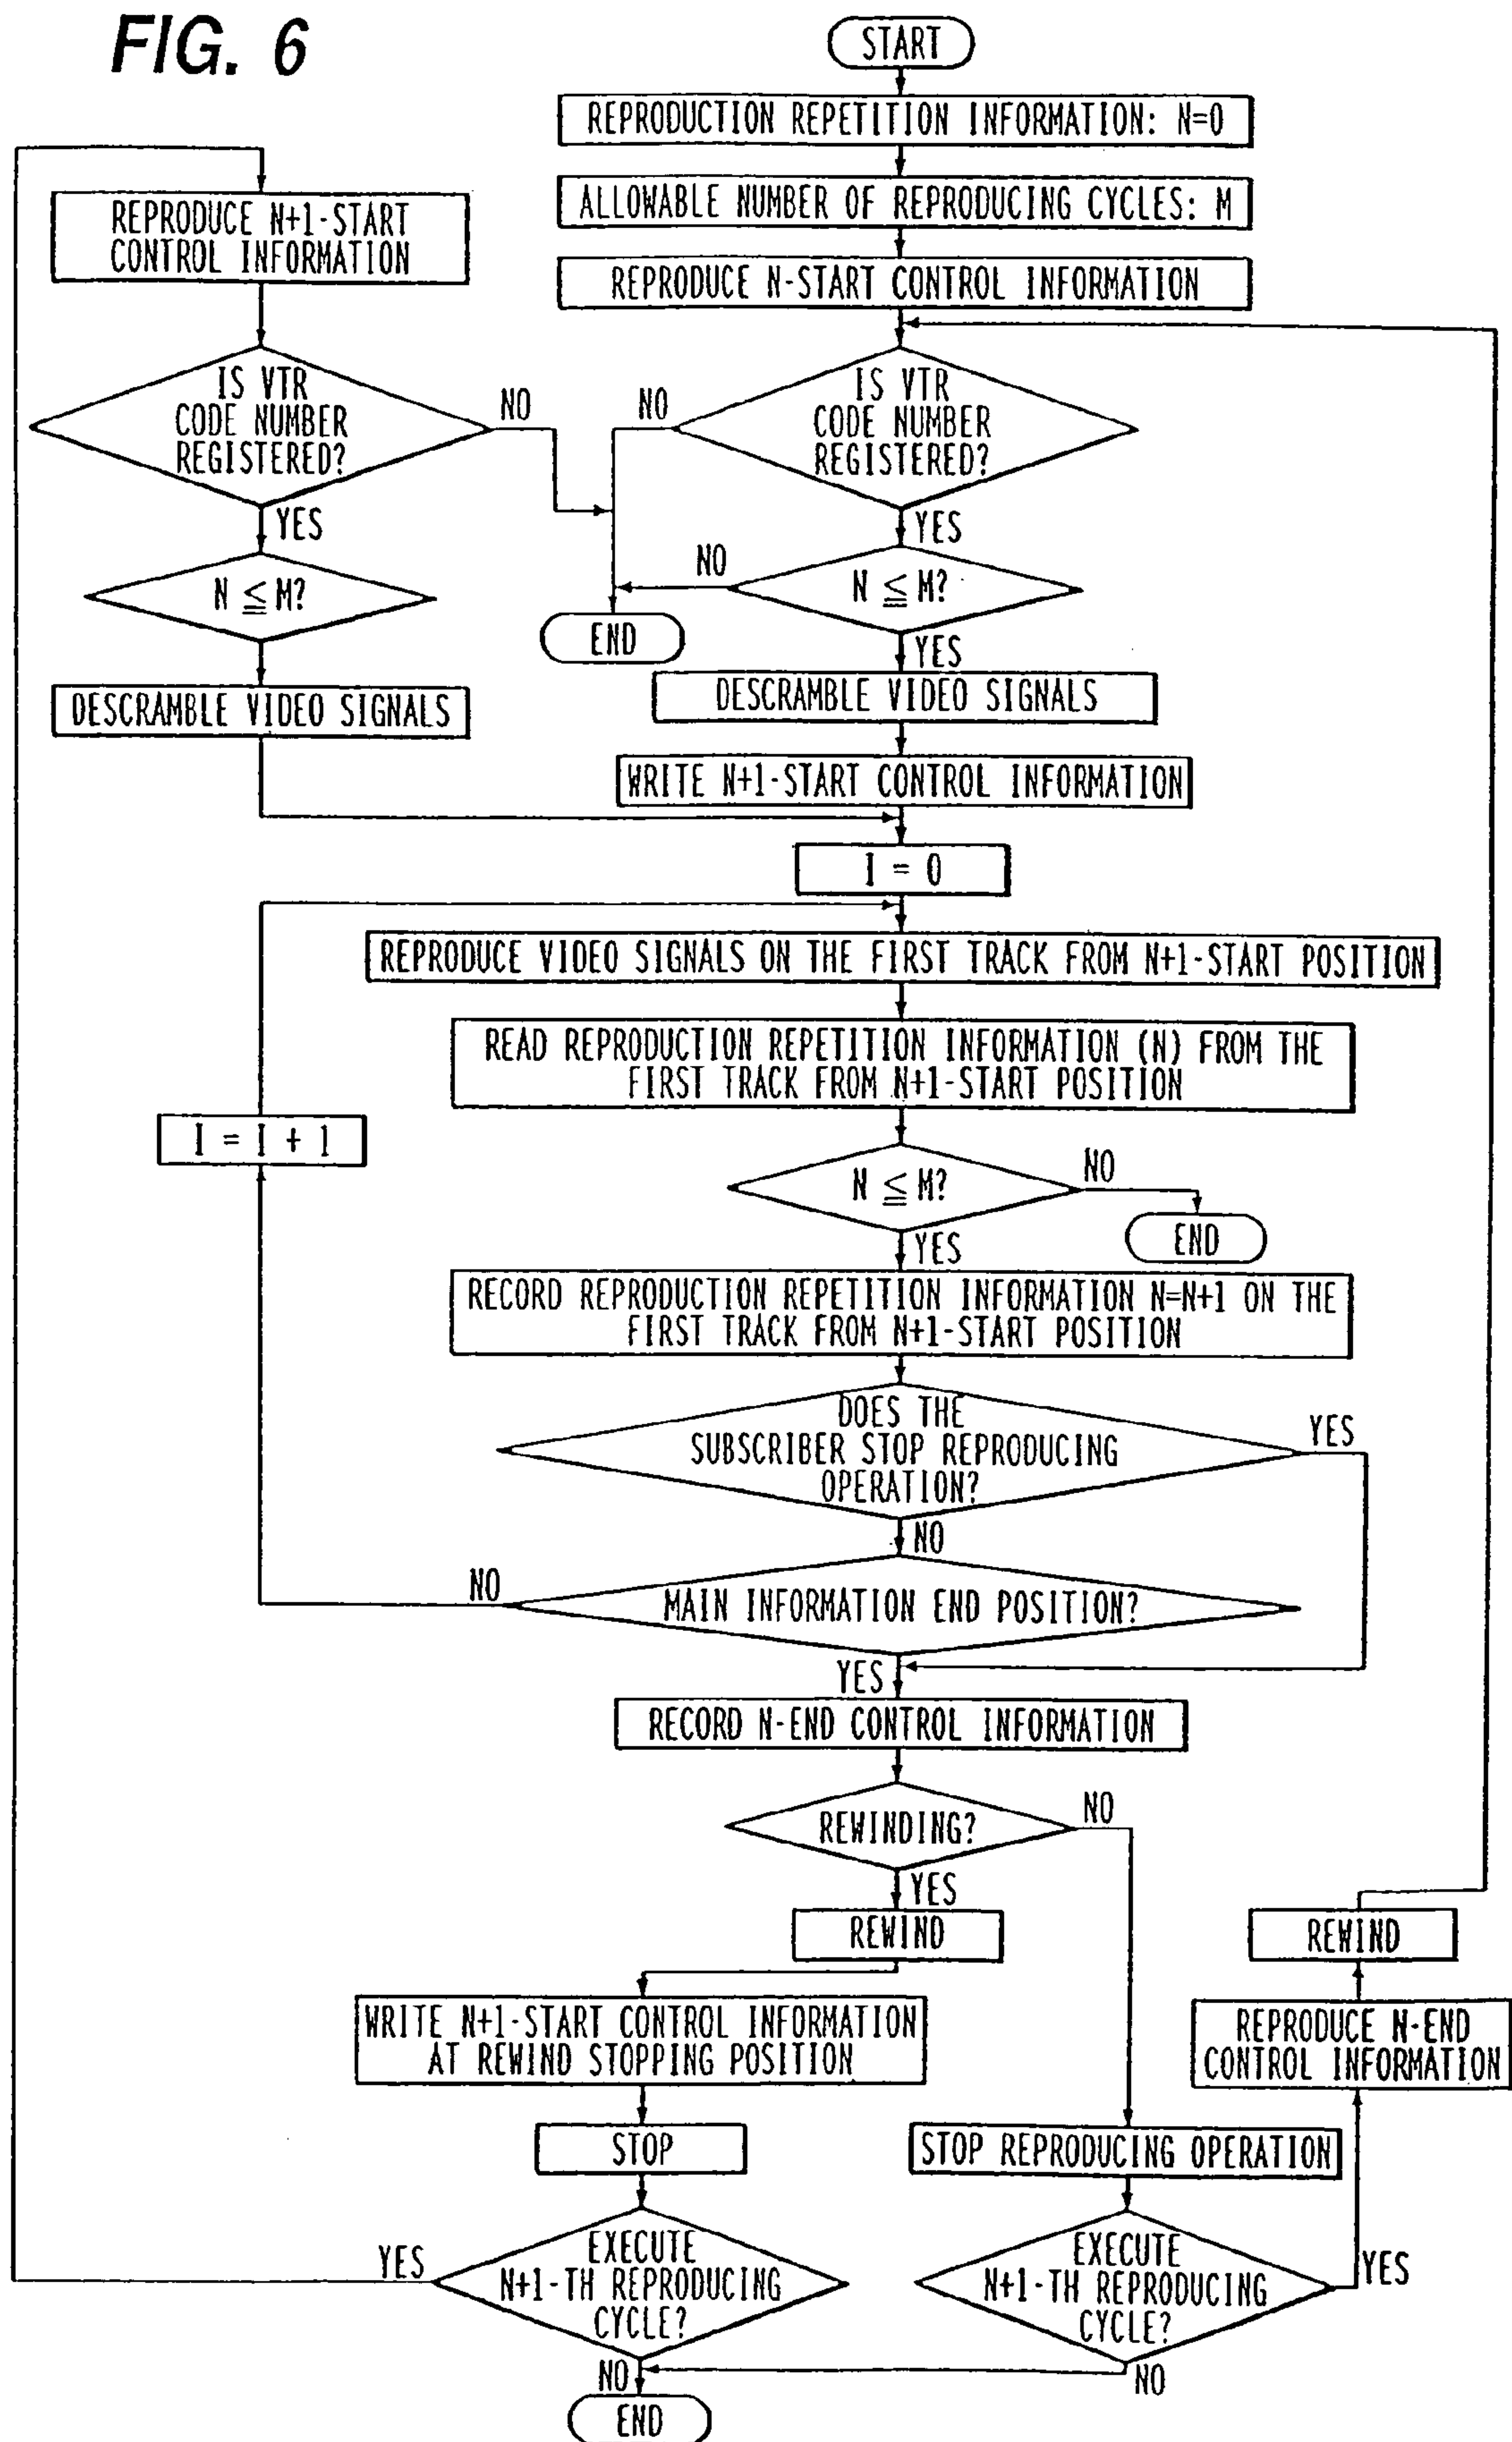 FIG. 6
START
REPRODUCTION REPETITION INFORMATION: N=0
ALLOWABLE NUMBER OF REPRODUCING CYCLES: M
REPRODUCE N-START CONTROL INFORMATION
REPRODUCE N+1-START
CONTROL INFORMATION
IS VTR
CODE NUMBER
REGISTERED?
NO
YES
N ≦ M?
DESCRAMBLE VIDEO SIGNALS
IS VTR
CODE NUMBER
REGISTERED?
NO
YES
N ≦ M?
NO
END
YES
DESCRAMBLE VIDEO SIGNALS
WRITE N+1-START CONTROL INFORMATION
I = 0
REPRODUCE VIDEO SIGNALS ON THE FIRST TRACK FROM N+1-START POSITION
READ REPRODUCTION REPETITION INFORMATION (N) FROM THE
FIRST TRACK FROM N+1-START POSITION
I = I + 1
N ≦ M?
NO
END
YES
RECORD REPRODUCTION REPETITION INFORMATION N=N+1 ON THE
FIRST TRACK FROM N+1-START POSITION
DOES THE
SUBSCRIBER STOP REPRODUCING
OPERATION?
YES
NO
MAIN INFORMATION END POSITION?
NO
YES
RECORD N-END CONTROL INFORMATION
REWINDING?
NO
YES
REWIND
REWIND
WRITE N+1-START CONTROL INFORMATION
AT REWIND STOPPING POSITION
REPRODUCE N-END
CONTROL INFORMATION
STOP
STOP REPRODUCING OPERATION
EXECUTE
N+1-TH REPRODUCING
CYCLE?
YES
NO
EXECUTE
N+1-TH REPRODUCING
CYCLE?
YES
NO
END